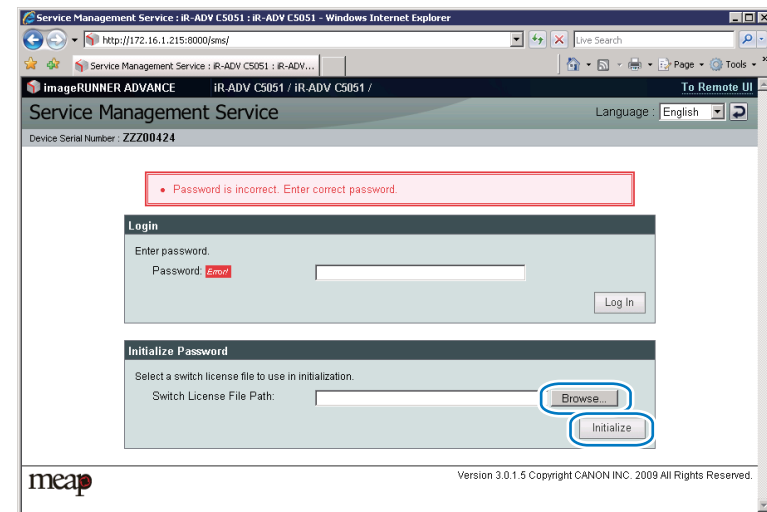 Service Management Service : iR-ADV C5051 : iR-ADV C5051 - Windows Internet Explorer
http://172.16.1.215:8000/sms/
Live Search
Service Management Service : iR-ADV C5051 : iR-ADV...
Page
Tools
imageRUNNER ADVANCE iR-ADV C5051 / iR-ADV C5051 /
To Remote UI
Service Management Service
Language : English
Device Serial Number : ZZZ00424
• Password is incorrect. Enter correct password.
Login
Enter password.
Password: Error!
Log In
Initialize Password
Select a switch license file to use in initialization.
Switch License File Path:
Browse...
Initialize
meap
Version 3.0.1.5 Copyright CANON INC. 2009 All Rights Reserved.